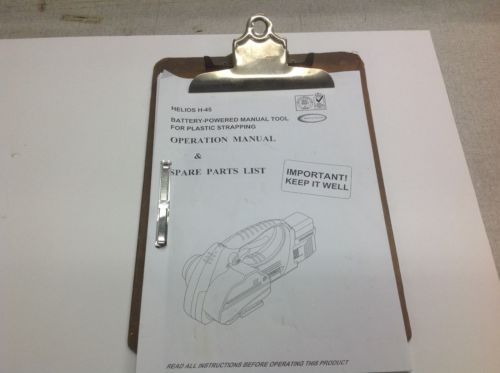 HELIOS H-45
BATTERY-POWERED MANUAL TOOL
FOR PLASTIC STRAPPING
OPERATION MANUAL
&
SPARE PARTS LIST
IMPORTANT!
KEEP IT WELL
READ ALL INSTRUCTIONS BEFORE OPERATING THIS PRODUCT